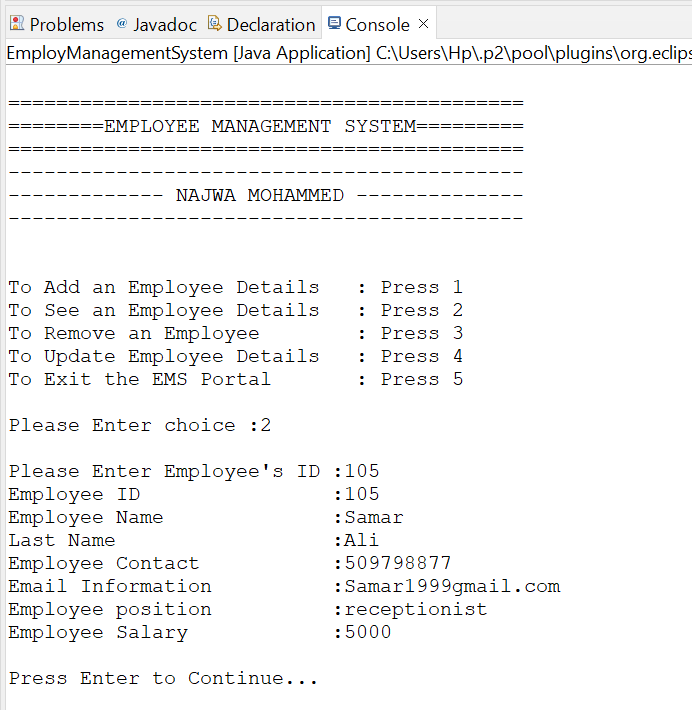 Problems @ Javadoc Declaration Console
EmployManagementSystem [Java Application] C:\Users\Hp\.p2\pool\plugins\org.eclips
===========================================
========EMPLOYEE MANAGEMENT SYSTEM=========
===========================================
-------------------------------------------
------------- NAJWA MOHAMMED --------------
-------------------------------------------
To Add an Employee Details   : Press 1
To See an Employee Details   : Press 2
To Remove an Employee        : Press 3
To Update Employee Details   : Press 4
To Exit the EMS Portal       : Press 5
Please Enter choice :2
Please Enter Employee's ID :105
Employee ID                :105
Employee Name              :Samar
Last Name                  :Ali
Employee Contact           :509798877
Email Information          :Samar1999gmail.com
Employee position          :receptionist
Employee Salary            :5000
Press Enter to Continue...